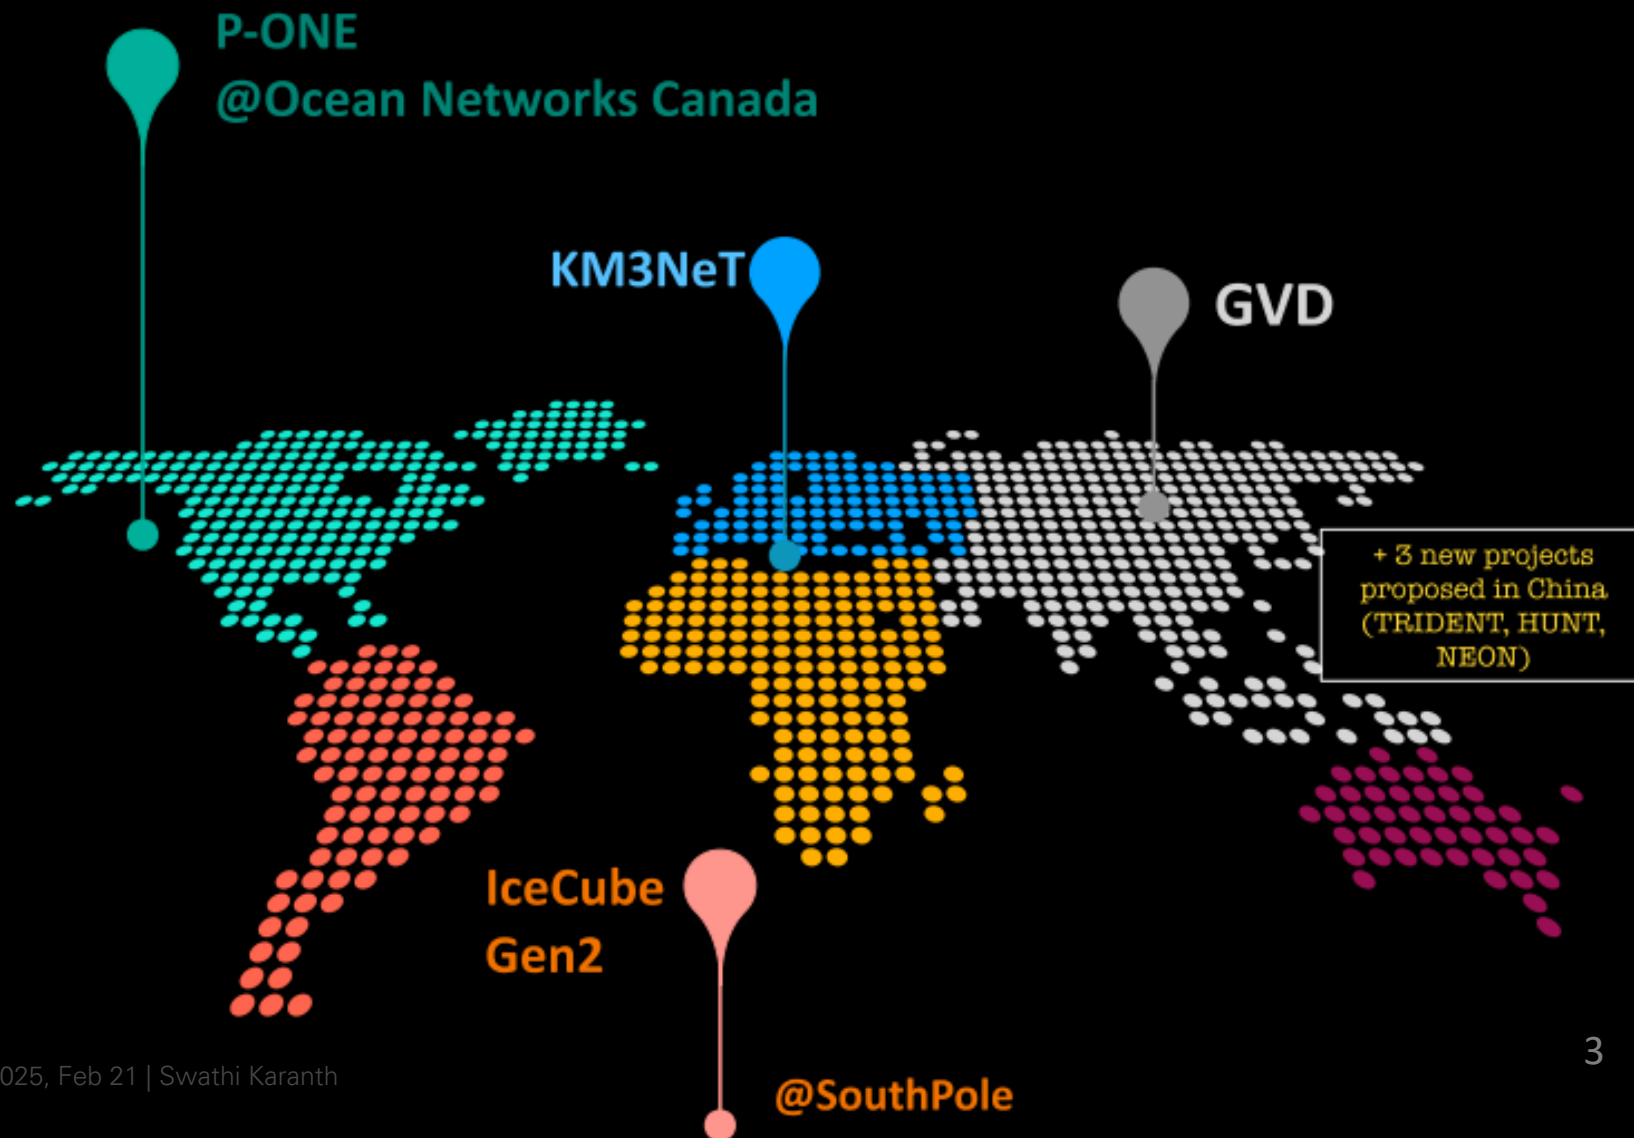 P-ONE
@Ocean Networks Canada
KM3NeT
GVD
+ 3 new projects
proposed in China
(TRIDENT, HUNT,
NEON)
IceCube
Gen2
@SouthPole
025, Feb 21 | Swathi Karanth
3